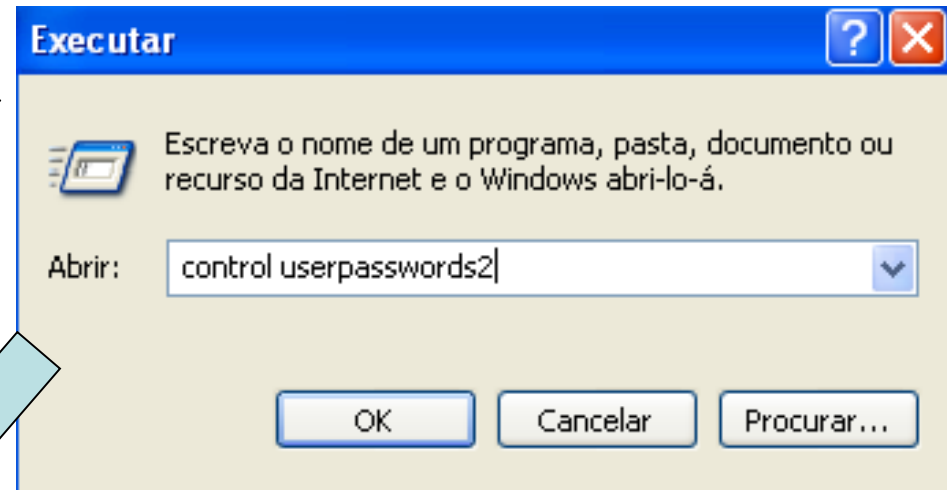 Executar
Escreva o nome de um programa, pasta, documento ou
recurso da Internet e o Windows abri-lo-á.
Abrir:
control userpasswords2
OK
Cancelar
Procurar...